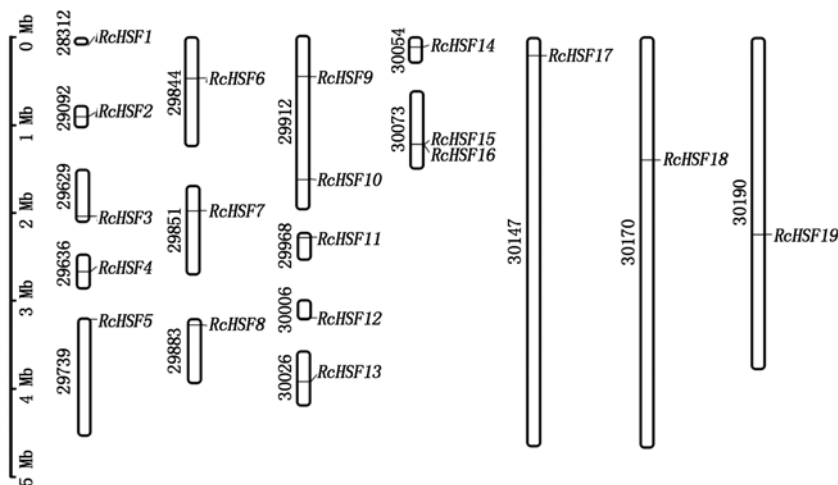 0 Mb
1 Mb
2 Mb
3 Mb
4 Mb
5 Mb
28312
RcHSF1
29092
RcHSF2
29629
RcHSF3
29636
RcHSF4
29739
RcHSF5
29844
RcHSF6
29851
RcHSF7
29883
RcHSF8
29912
RcHSF9
RcHSF10
29968
RcHSF11
30006
RcHSF12
30026
RcHSF13
30054
RcHSF14
30073
RcHSF15
RcHSF16
30147
RcHSF17
30170
RcHSF18
30190
RcHSF19